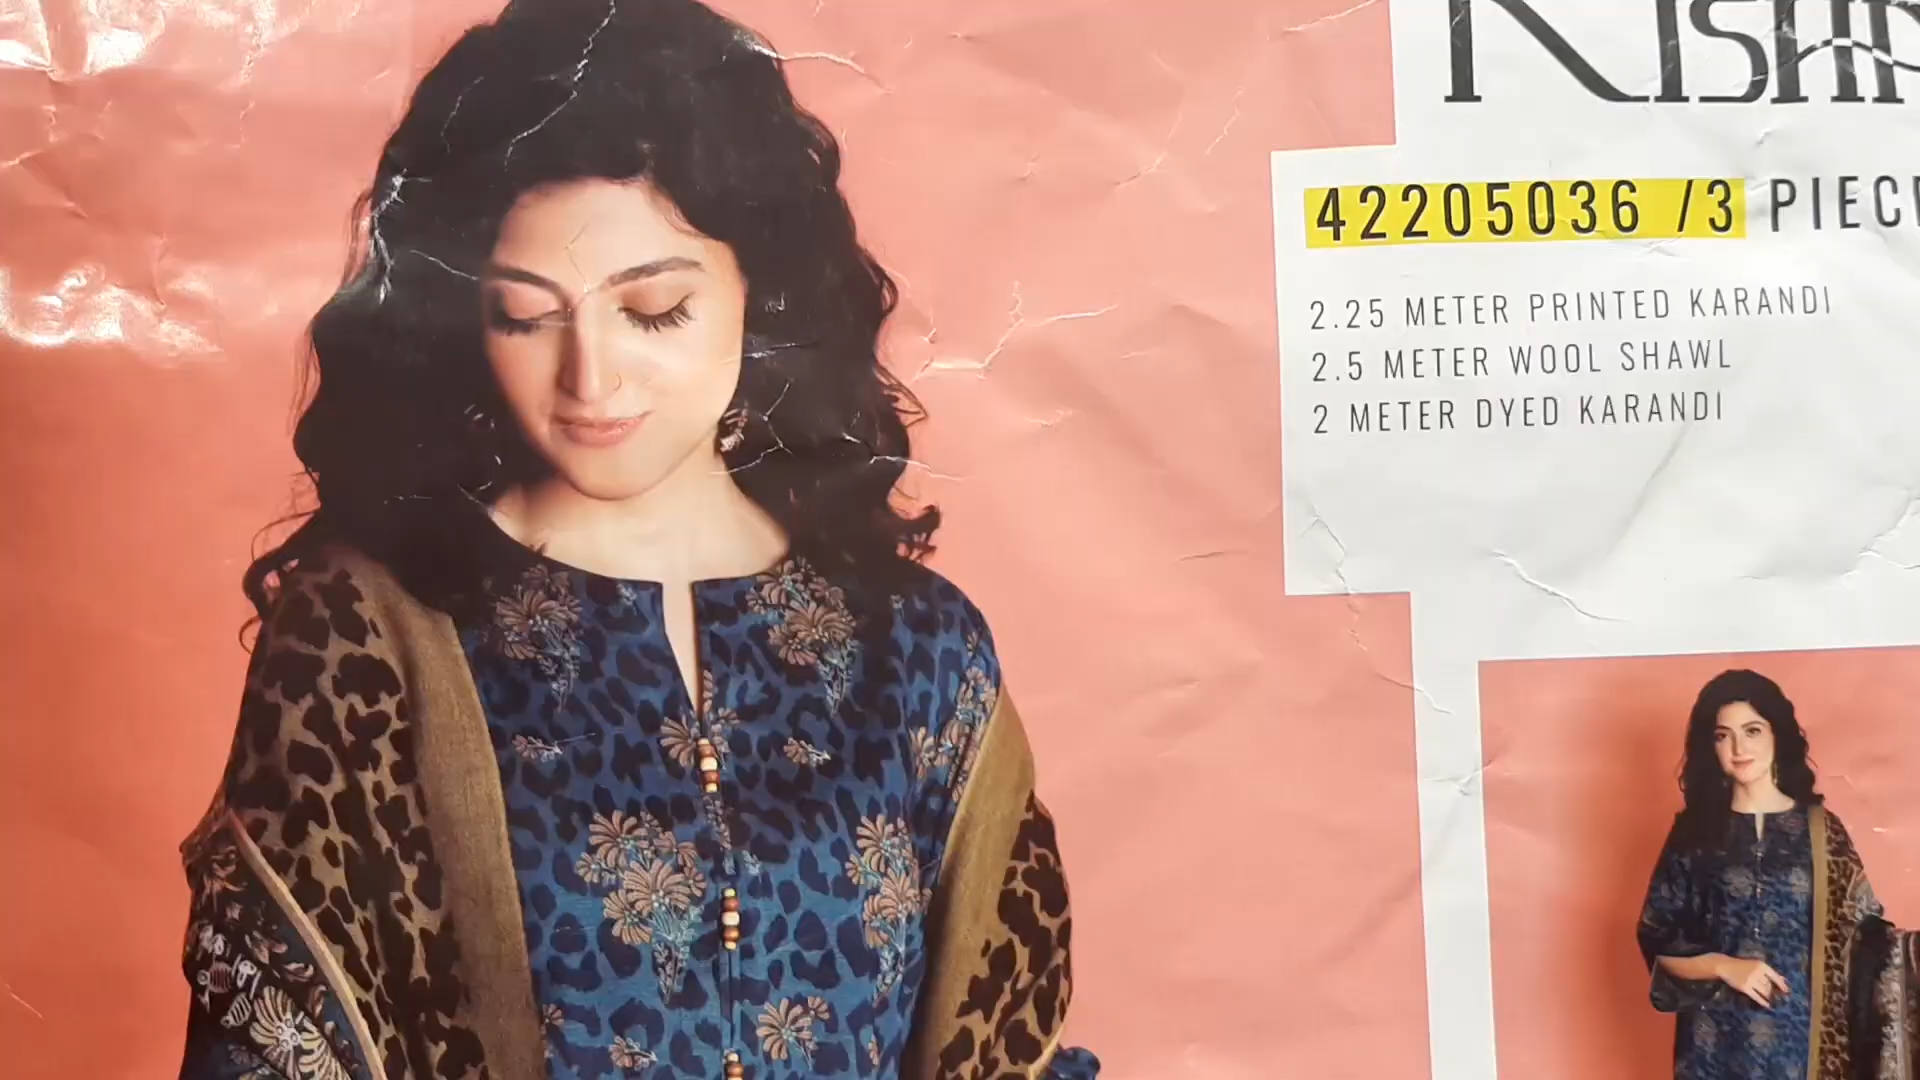 42205036 /3
2.25 METER PRINTED KARANDI
2.5 METER WOOL SHAWL
2 METER DYED KARANDI